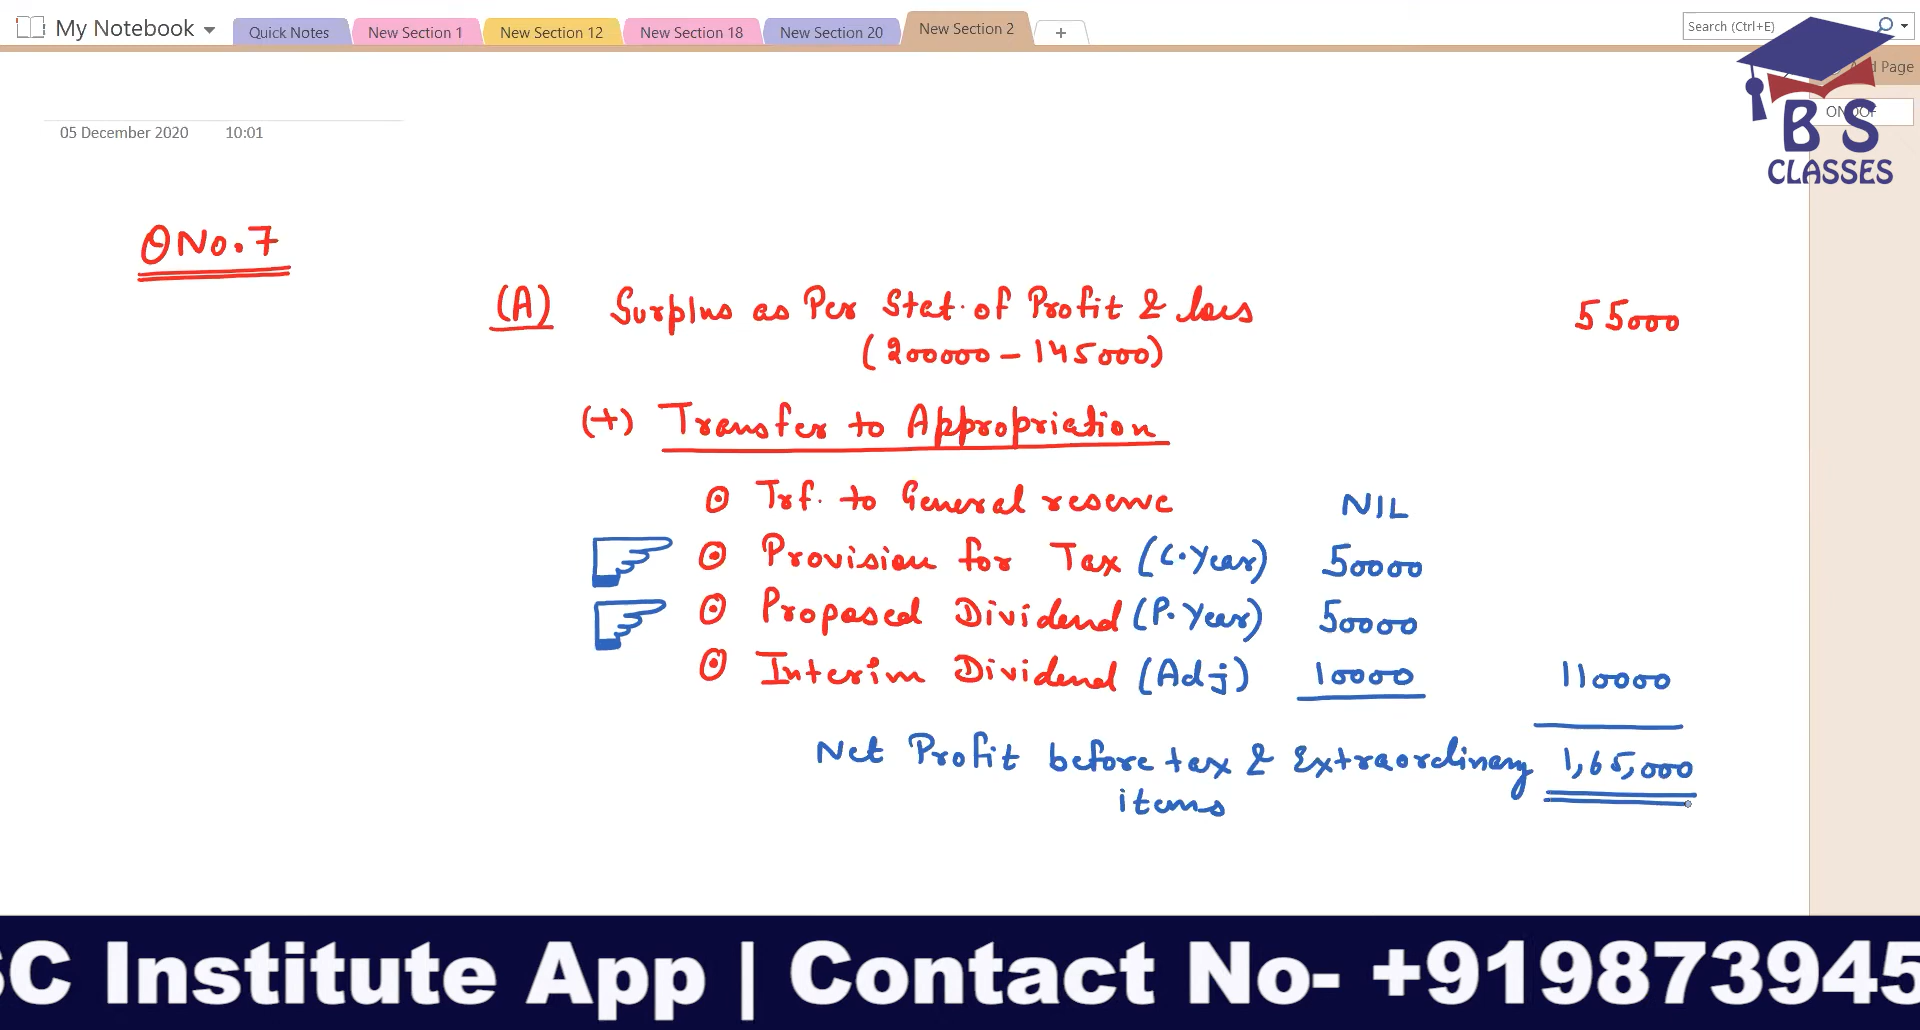 My Notebook
Quick Notes
New Section 1
New Section 12
New Section 18
New Section 20
New Section 2
+
Search (Ctrl+E)
d Page
B S
CLASSES
05 December 2020 10:01
QNo.7
(A) Surplus as Per Stat. of Profit & loss 55000
(200000 - 145000)
(+) Transfer to Appropriation
Trf. to General reserve NIL
Provision for Tax (C.Year) 50000
Proposed Dividend (P.Year) 50000
Interim Dividend (Adj) 10000 110000
Net Profit before tax & Extraordinary 1,65,000
items
SC Institute App | Contact No- +919873945